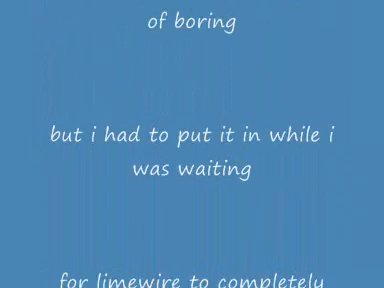 of boring
but i had to put it in while i
was waiting
for limewire to completely